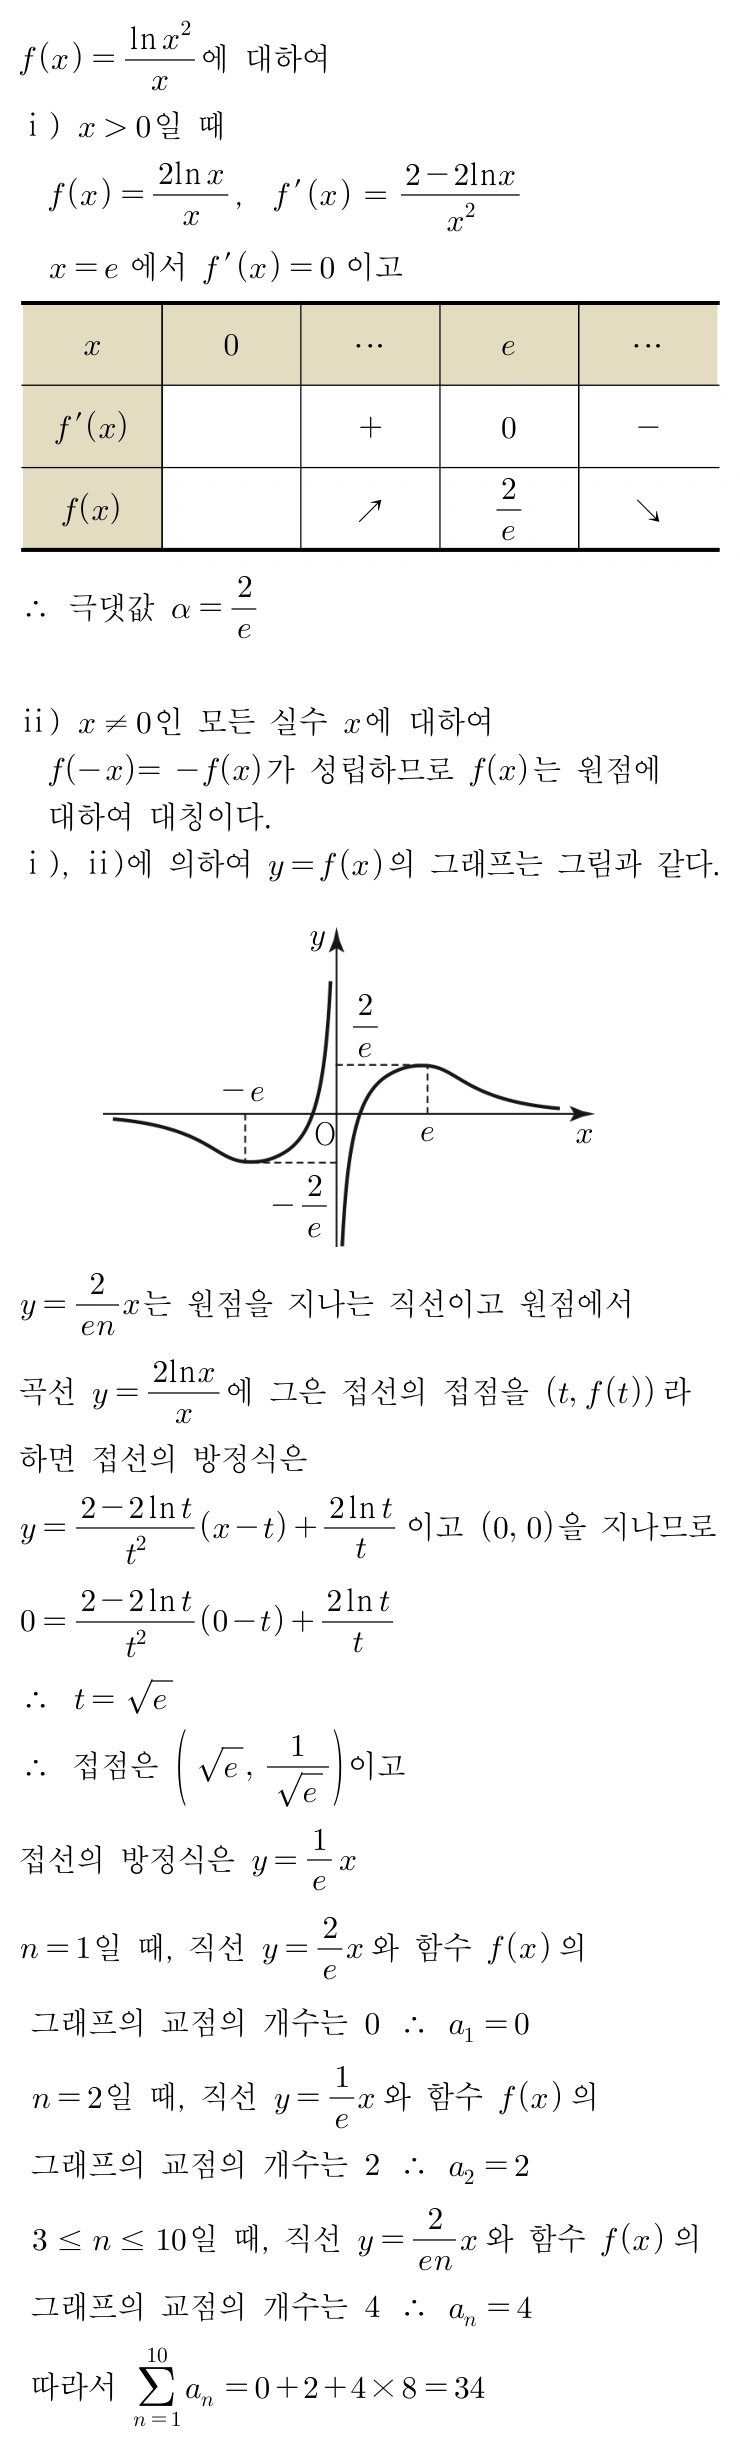 f(x) = ln x² / x 에 대하여
ⅰ) x > 0일 때
f(x) = 2ln x / x, f′(x) = (2−2lnx) / x²
x = e 에서 f′(x) = 0 이고
x 0 ⋯ e ⋯
f′(x) + 0 −
f(x) ↗ 2/e ↘
∴ 극댓값 α = 2/e
ⅱ) x ≠ 0인 모든 실수 x에 대하여
f(−x)= −f(x)가 성립하므로 f(x)는 원점에
대하여 대칭이다.
ⅰ), ⅱ)에 의하여 y = f(x)의 그래프는 그림과 같다.
y
2/e
−e
O e x
−2/e
y = (2/en)x는 원점을 지나는 직선이고 원점에서
곡선 y = 2lnx / x 에 그은 접선의 접점을 (t, f(t)) 라
하면 접선의 방정식은
y = ((2−2ln t) / t²)(x−t) + 2ln t / t 이고 (0, 0)을 지나므로
0 = ((2−2ln t) / t²)(0−t) + 2ln t / t
∴ t = √e
∴ 접점은 (√e, 1/√e)이고
접선의 방정식은 y = (1/e)x
n = 1일 때, 직선 y = (2/e)x 와 함수 f(x) 의
그래프의 교점의 개수는 0 ∴ a₁ = 0
n = 2일 때, 직선 y = (1/e)x 와 함수 f(x) 의
그래프의 교점의 개수는 2 ∴ a₂ = 2
3 ≤ n ≤ 10일 때, 직선 y = (2/en)x 와 함수 f(x) 의
그래프의 교점의 개수는 4 ∴ aₙ = 4
따라서 ∑_{n=1}^{10} aₙ = 0+2+4×8 = 34